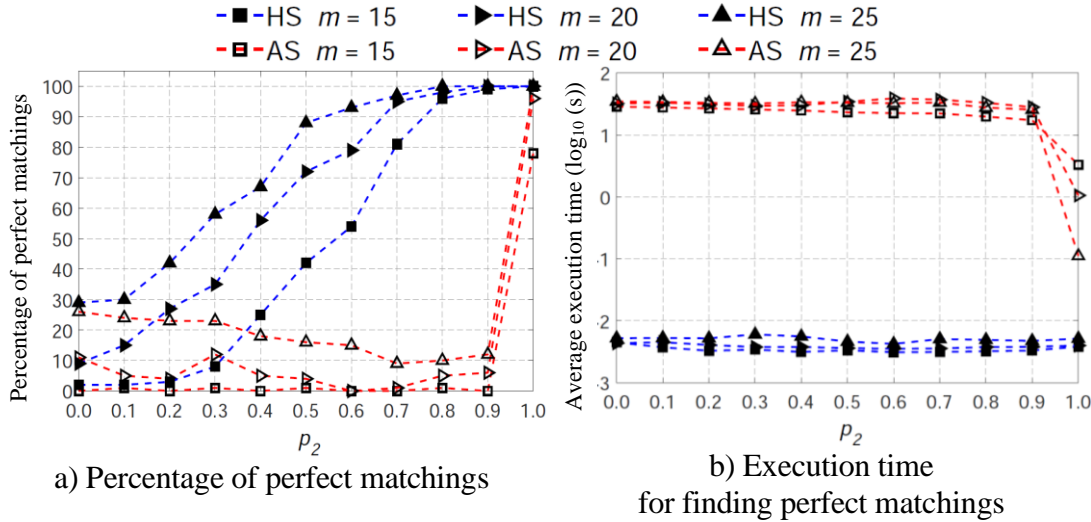 HS m = 15 HS m = 20 HS m = 25
AS m = 15 AS m = 20 AS m = 25
Percentage of perfect matchings
100
90
80
70
60
50
40
30
20
10
0
0.0 0.1 0.2 0.3 0.4 0.5 0.6 0.7 0.8 0.9 1.0
p2
a) Percentage of perfect matchings
Average execution time (log10 (s))
2
1
0
-1
-2
-3
0.0 0.1 0.2 0.3 0.4 0.5 0.6 0.7 0.8 0.9 1.0
p2
b) Execution time
for finding perfect matchings